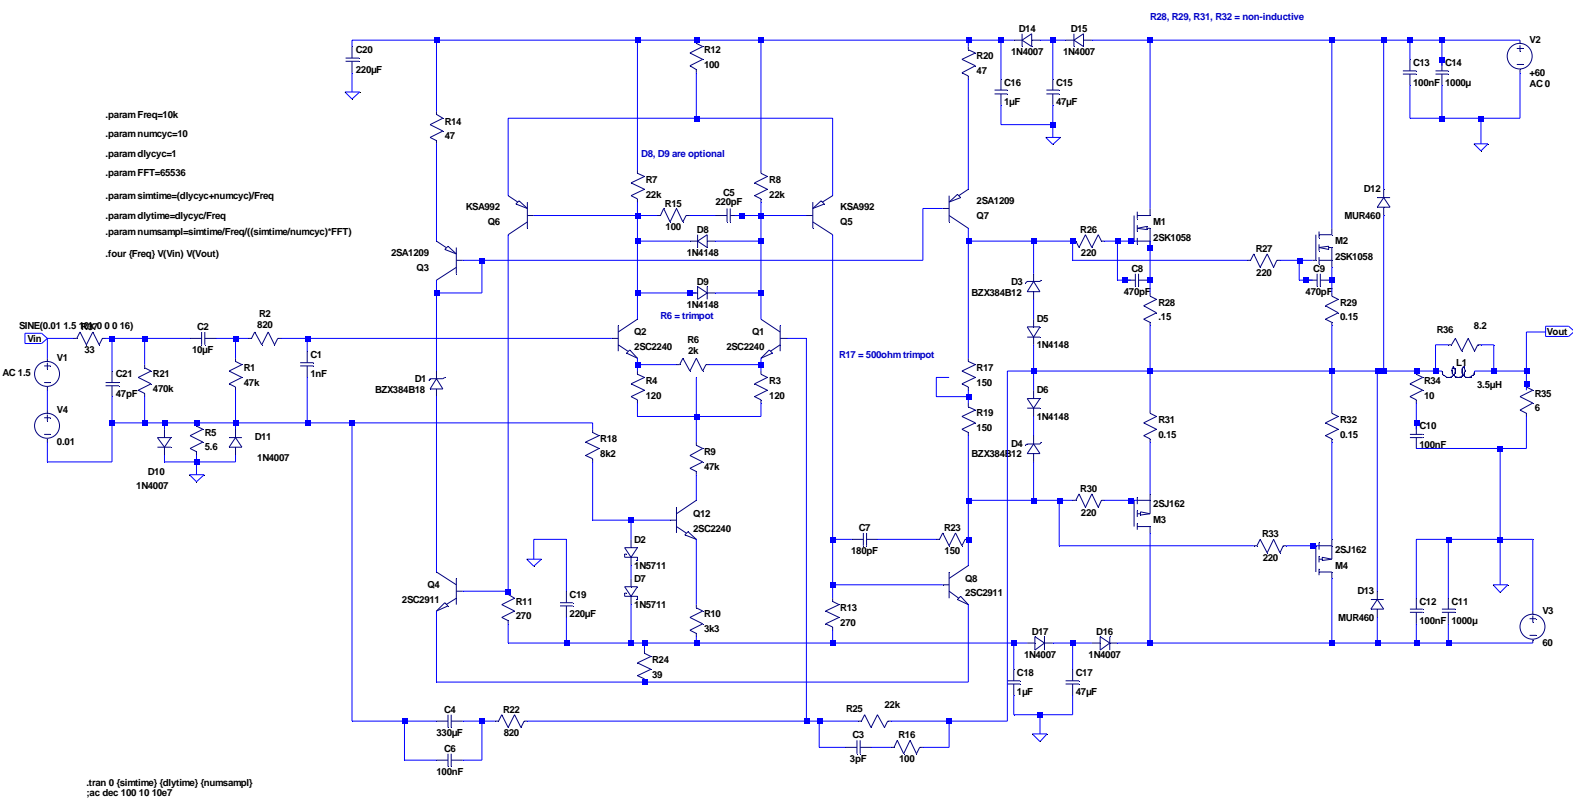 R28, R29, R31, R32 = non-inductive
D14
1N4007
D15
1N4007
V2
+60
AC 0
C20
220µF
R12
100
R20
47
C16
1µF
C15
47µF
C13
100nF
C14
1000µ
.param Freq=10k
.param numcyc=10
.param dlycyc=1
.param FFT=65536
.param simtime=(dlycyc+numcyc)/Freq
.param dlytime=dlycyc/Freq
.param numsampl=simtime/Freq/((simtime/numcyc)*FFT)
.four {Freq} V(Vin) V(Vout)
R14
47
D8, D9 are optional
R7
22k
R8
22k
C5
220pF
R15
100
KSA992
Q6
KSA992
Q5
2SA1209
Q7
D12
MUR460
M1
2SK1058
M2
2SK1058
R26
220
R27
220
D8
1N4148
2SA1209
Q3
D3
BZX384B12
C8
470pF
C9
470pF
D9
1N4148
R28
.15
R29
0.15
R6 = trimpot
SINE(0.01 1.5
0 0 0 16)
Vin
33
C2
10µF
R2
820
Q2
2SC2240
R6
2k
Q1
2SC2240
D5
1N4148
R36
8.2
Vout
V1
AC 1.5
C21
47pF
R21
470k
R1
47k
C1
1nF
D1
BZX384B18
R4
120
R3
120
R17 = 500ohm trimpot
R17
150
D6
1N4148
L1
3.5µH
R34
10
R35
6
V4
0.01
R5
5.6
D11
1N4007
D10
1N4007
R18
8k2
R9
47k
R19
150
D4
BZX384B12
R31
0.15
R32
0.15
C10
100nF
Q12
2SC2240
R30
220
2SJ162
M3
D2
1N5711
C7
180pF
R23
150
R33
220
2SJ162
M4
D7
1N5711
Q4
2SC2911
R11
270
C19
220µF
R10
3k3
R13
270
Q8
2SC2911
D13
MUR460
C12
100nF
C11
1000µ
V3
60
D17
1N4007
D16
1N4007
R24
39
C18
1µF
C17
47µF
C4
330µF
R22
820
R25
22k
C6
100nF
C3
3pF
R16
100
.tran 0 {simtime} {dlytime} {numsampl}
;ac dec 100 10 10e7